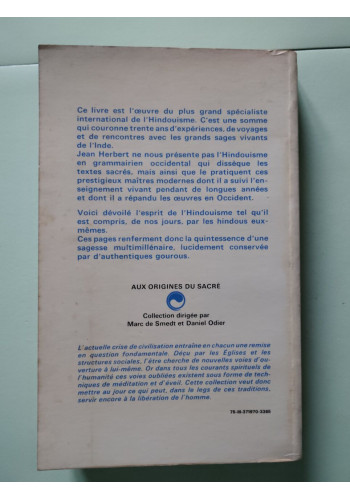 Ce livre est l'œuvre du plus grand spécialiste
international de l'Hindouisme. C'est une somme
qui couronne trente ans d'expériences, de voyages
et de rencontres avec les grands sages vivants
de l'Inde.
Jean Herbert ne nous présente pas l'Hindouisme
en grammairien occidental qui dissèque les
textes sacrés, mais ainsi que le pratiquent ces
prestigieux maîtres modernes dont il a suivi l'en-
seignement vivant pendant de longues années
et dont il a répandu les œuvres en Occident.
Voici dévoilé l'esprit de l'Hindouisme tel qu'il
est compris, de nos jours, par les hindous eux-
mêmes.
Ces pages renferment donc la quintessence d'une
sagesse multimillénaire, lucidement conservée
par d'authentiques gourous.
AUX ORIGINES DU SACRÉ
Collection dirigée par
Marc de Smedt et Daniel Odier
L'actuelle crise de civilisation entraîne en chacun une remise
en question fondamentale. Déçu par les Églises et les
structures sociales, l'être cherche de nouvelles voies d'ou-
verture à lui-même. Or dans tous les courants spirituels de
l'humanité ces voies oubliées existent sous forme de tech-
niques de méditation et d'éveil. Cette collection veut donc
mettre au jour ce qui peut, dans le legs de ces traditions,
servir encore à la libération de l'homme.